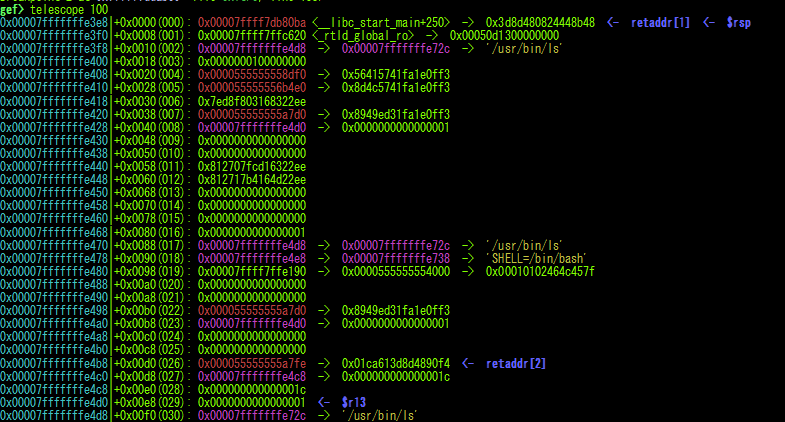 gef> telescope 100
0x00007fffffffe3e8|+0x0000(000): 0x00007ffff7db80ba <__libc_start_main+250>  ->  0x3d8d480824448b48  <-  retaddr[1]  <-  $rsp
0x00007fffffffe3f0|+0x0008(001): 0x00007ffff7ffc620 <_rtld_global_ro>  ->  0x00050d1300000000
0x00007fffffffe3f8|+0x0010(002): 0x00007fffffffe4d8  ->  0x00007fffffffe72c  ->  '/usr/bin/ls'
0x00007fffffffe400|+0x0018(003): 0x0000000100000000
0x00007fffffffe408|+0x0020(004): 0x0000555555558df0  ->  0x56415741fa1e0ff3
0x00007fffffffe410|+0x0028(005): 0x000055555556b4e0  ->  0x8d4c5741fa1e0ff3
0x00007fffffffe418|+0x0030(006): 0x7ed8f803168322ee
0x00007fffffffe420|+0x0038(007): 0x000055555555a7d0  ->  0x8949ed31fa1e0ff3
0x00007fffffffe428|+0x0040(008): 0x00007fffffffe4d0  ->  0x0000000000000001
0x00007fffffffe430|+0x0048(009): 0x0000000000000000
0x00007fffffffe438|+0x0050(010): 0x0000000000000000
0x00007fffffffe440|+0x0058(011): 0x812707fcd16322ee
0x00007fffffffe448|+0x0060(012): 0x812717b4164d22ee
0x00007fffffffe450|+0x0068(013): 0x0000000000000000
0x00007fffffffe458|+0x0070(014): 0x0000000000000000
0x00007fffffffe460|+0x0078(015): 0x0000000000000000
0x00007fffffffe468|+0x0080(016): 0x0000000000000001
0x00007fffffffe470|+0x0088(017): 0x00007fffffffe4d8  ->  0x00007fffffffe72c  ->  '/usr/bin/ls'
0x00007fffffffe478|+0x0090(018): 0x00007fffffffe4e8  ->  0x00007fffffffe738  ->  'SHELL=/bin/bash'
0x00007fffffffe480|+0x0098(019): 0x00007ffff7ffe190  ->  0x0000555555554000  ->  0x00010102464c457f
0x00007fffffffe488|+0x00a0(020): 0x0000000000000000
0x00007fffffffe490|+0x00a8(021): 0x0000000000000000
0x00007fffffffe498|+0x00b0(022): 0x000055555555a7d0  ->  0x8949ed31fa1e0ff3
0x00007fffffffe4a0|+0x00b8(023): 0x00007fffffffe4d0  ->  0x0000000000000001
0x00007fffffffe4a8|+0x00c0(024): 0x0000000000000000
0x00007fffffffe4b0|+0x00c8(025): 0x0000000000000000
0x00007fffffffe4b8|+0x00d0(026): 0x000055555555a7fe  ->  0x01ca613d8d4890f4  <-  retaddr[2]
0x00007fffffffe4c0|+0x00d8(027): 0x00007fffffffe4c8  ->  0x000000000000001c
0x00007fffffffe4c8|+0x00e0(028): 0x000000000000001c
0x00007fffffffe4d0|+0x00e8(029): 0x0000000000000001  <-  $r13
0x00007fffffffe4d8|+0x00f0(030): 0x00007fffffffe72c  ->  '/usr/bin/ls'